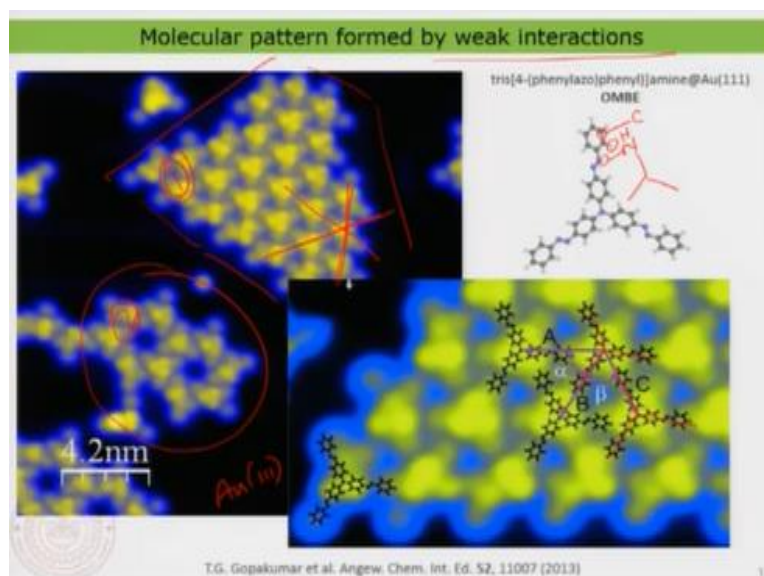 Molecular pattern formed by weak interactions
tris[4-(phenylazo)phenyl)]amine@Au(111)
OMBE
C
H
N
A
α
B
β
C
4.2nm
Au(111)
T.G. Gopakumar et al. Angew. Chem. Int. Ed. 52, 11007 (2013)